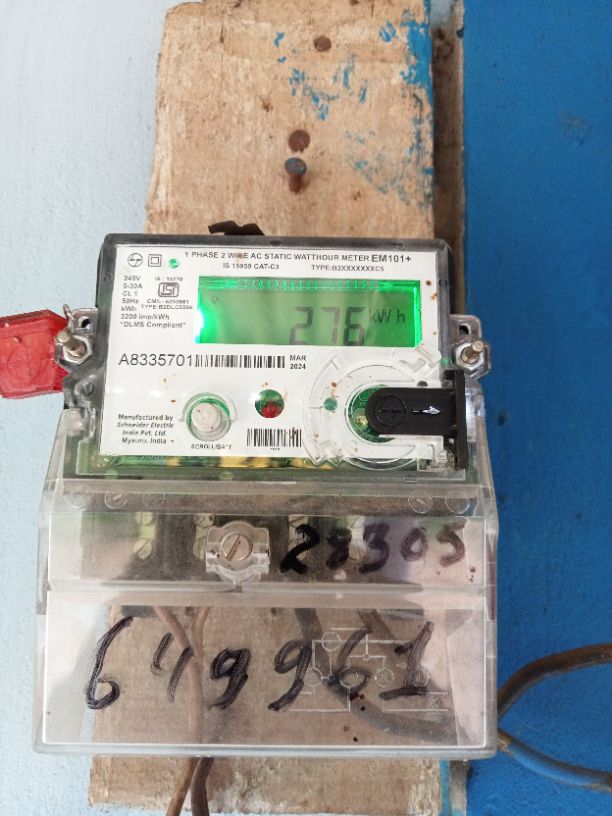 1 PHASE 2 WIRE AC STATIC WATTHOUR METER EM101+
IS 15959 CAT-C3 TYPE:B2XXXXXXXC5
240V
5-30A
CL 1
50Hz
kWh
3200 imp/kWh
"DLMS Compliant"
276 kWh
A8335701
MAR
2024
Manufactured by
Schneider Electric
India Pvt. Ltd.
Mysuru, India
SCROLL/BATT
28305
649961